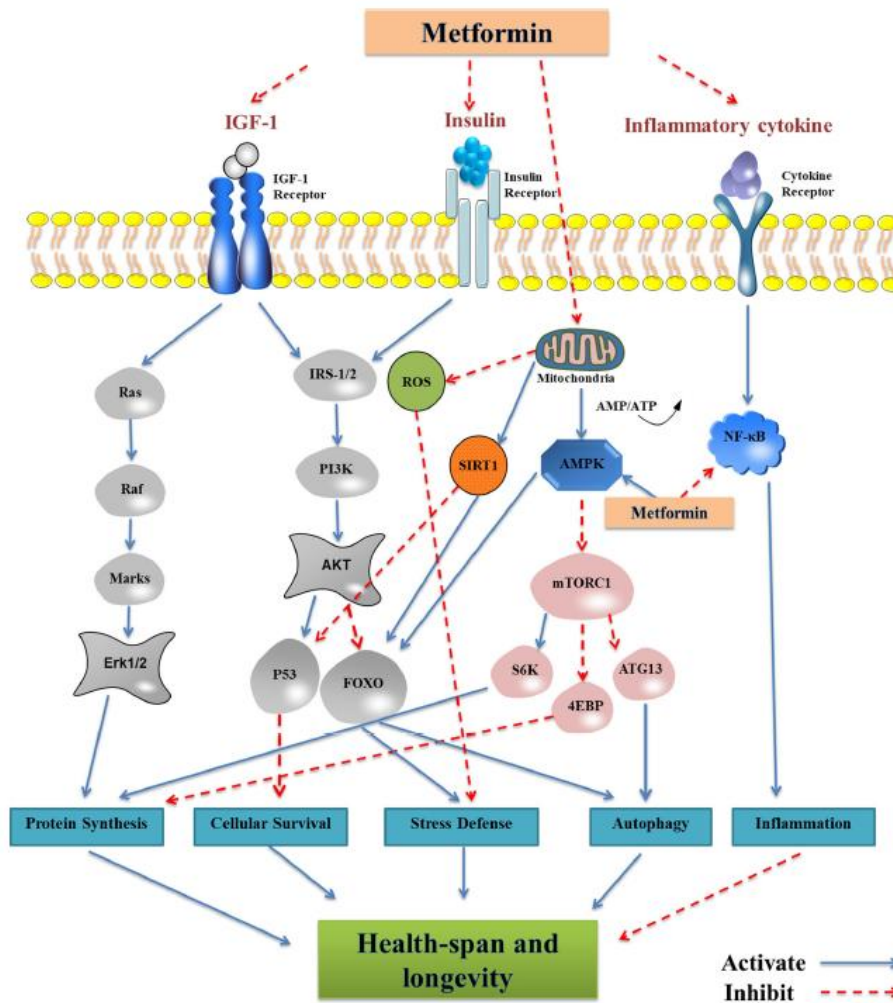 Metformin
IGF-1
Insulin
Inflammatory cytokine
IGF-1
Receptor
Insulin
Receptor
Cytokine
Receptor
Mitochondria
AMP/ATP
Ras
IRS-1/2
ROS
NF-κB
Raf
PI3K
SIRT1
AMPK
Metformin
Marks
AKT
mTORC1
Erk1/2
P53
FOXO
S6K
4EBP
ATG13
Protein Synthesis
Cellular Survival
Stress Defense
Autophagy
Inflammation
Health-span and
longevity
Activate
Inhibit